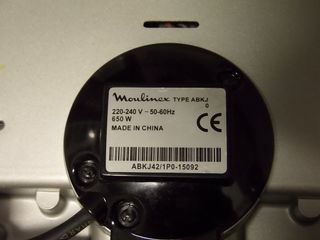 Moulinex TYPE ABKJ
0
220-240 V ~ 50-60Hz
650 W
MADE IN CHINA
CE
ABKJ42/1P0-15092